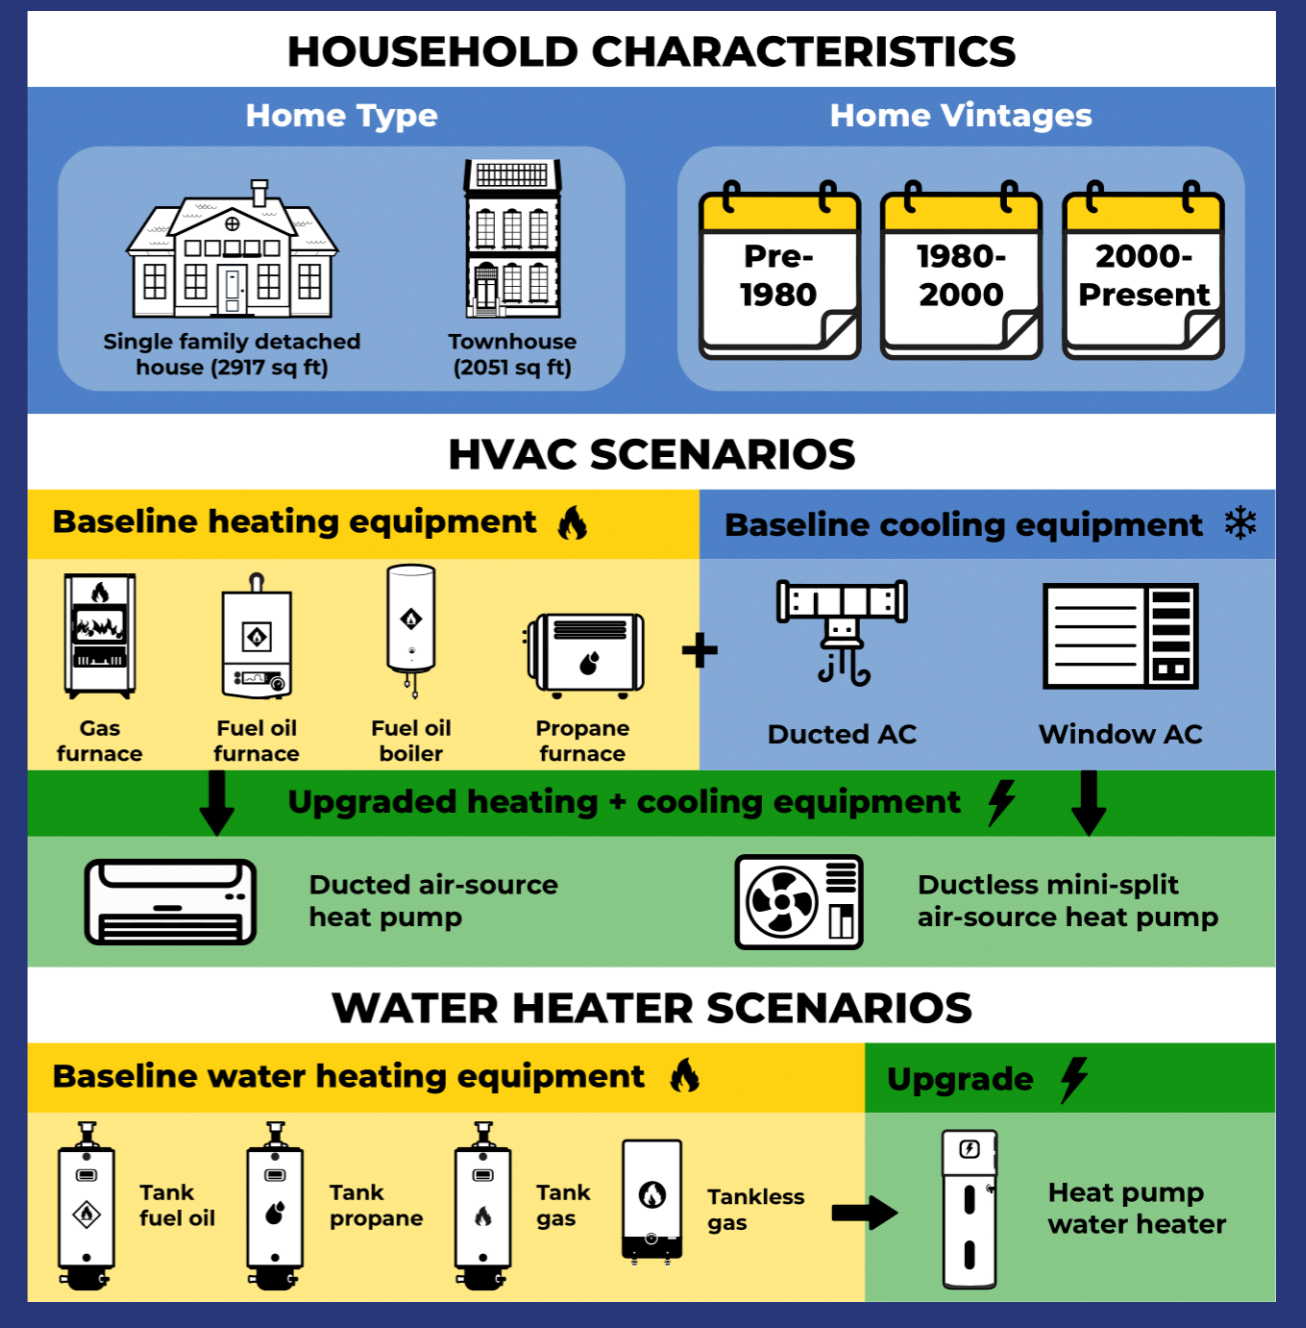 HOUSEHOLD CHARACTERISTICS
Home Type
Home Vintages
Single family detached
house (2917 sq ft)
Townhouse
(2051 sq ft)
Pre-
1980
1980-
2000
2000-
Present
HVAC SCENARIOS
Baseline heating equipment
Baseline cooling equipment
Gas
furnace
Fuel oil
furnace
Fuel oil
boiler
Propane
furnace
+
Ducted AC
Window AC
Upgraded heating + cooling equipment
Ducted air-source
heat pump
Ductless mini-split
air-source heat pump
WATER HEATER SCENARIOS
Baseline water heating equipment
Upgrade
Tank
fuel oil
Tank
propane
Tank
gas
Tankless
gas
Heat pump
water heater